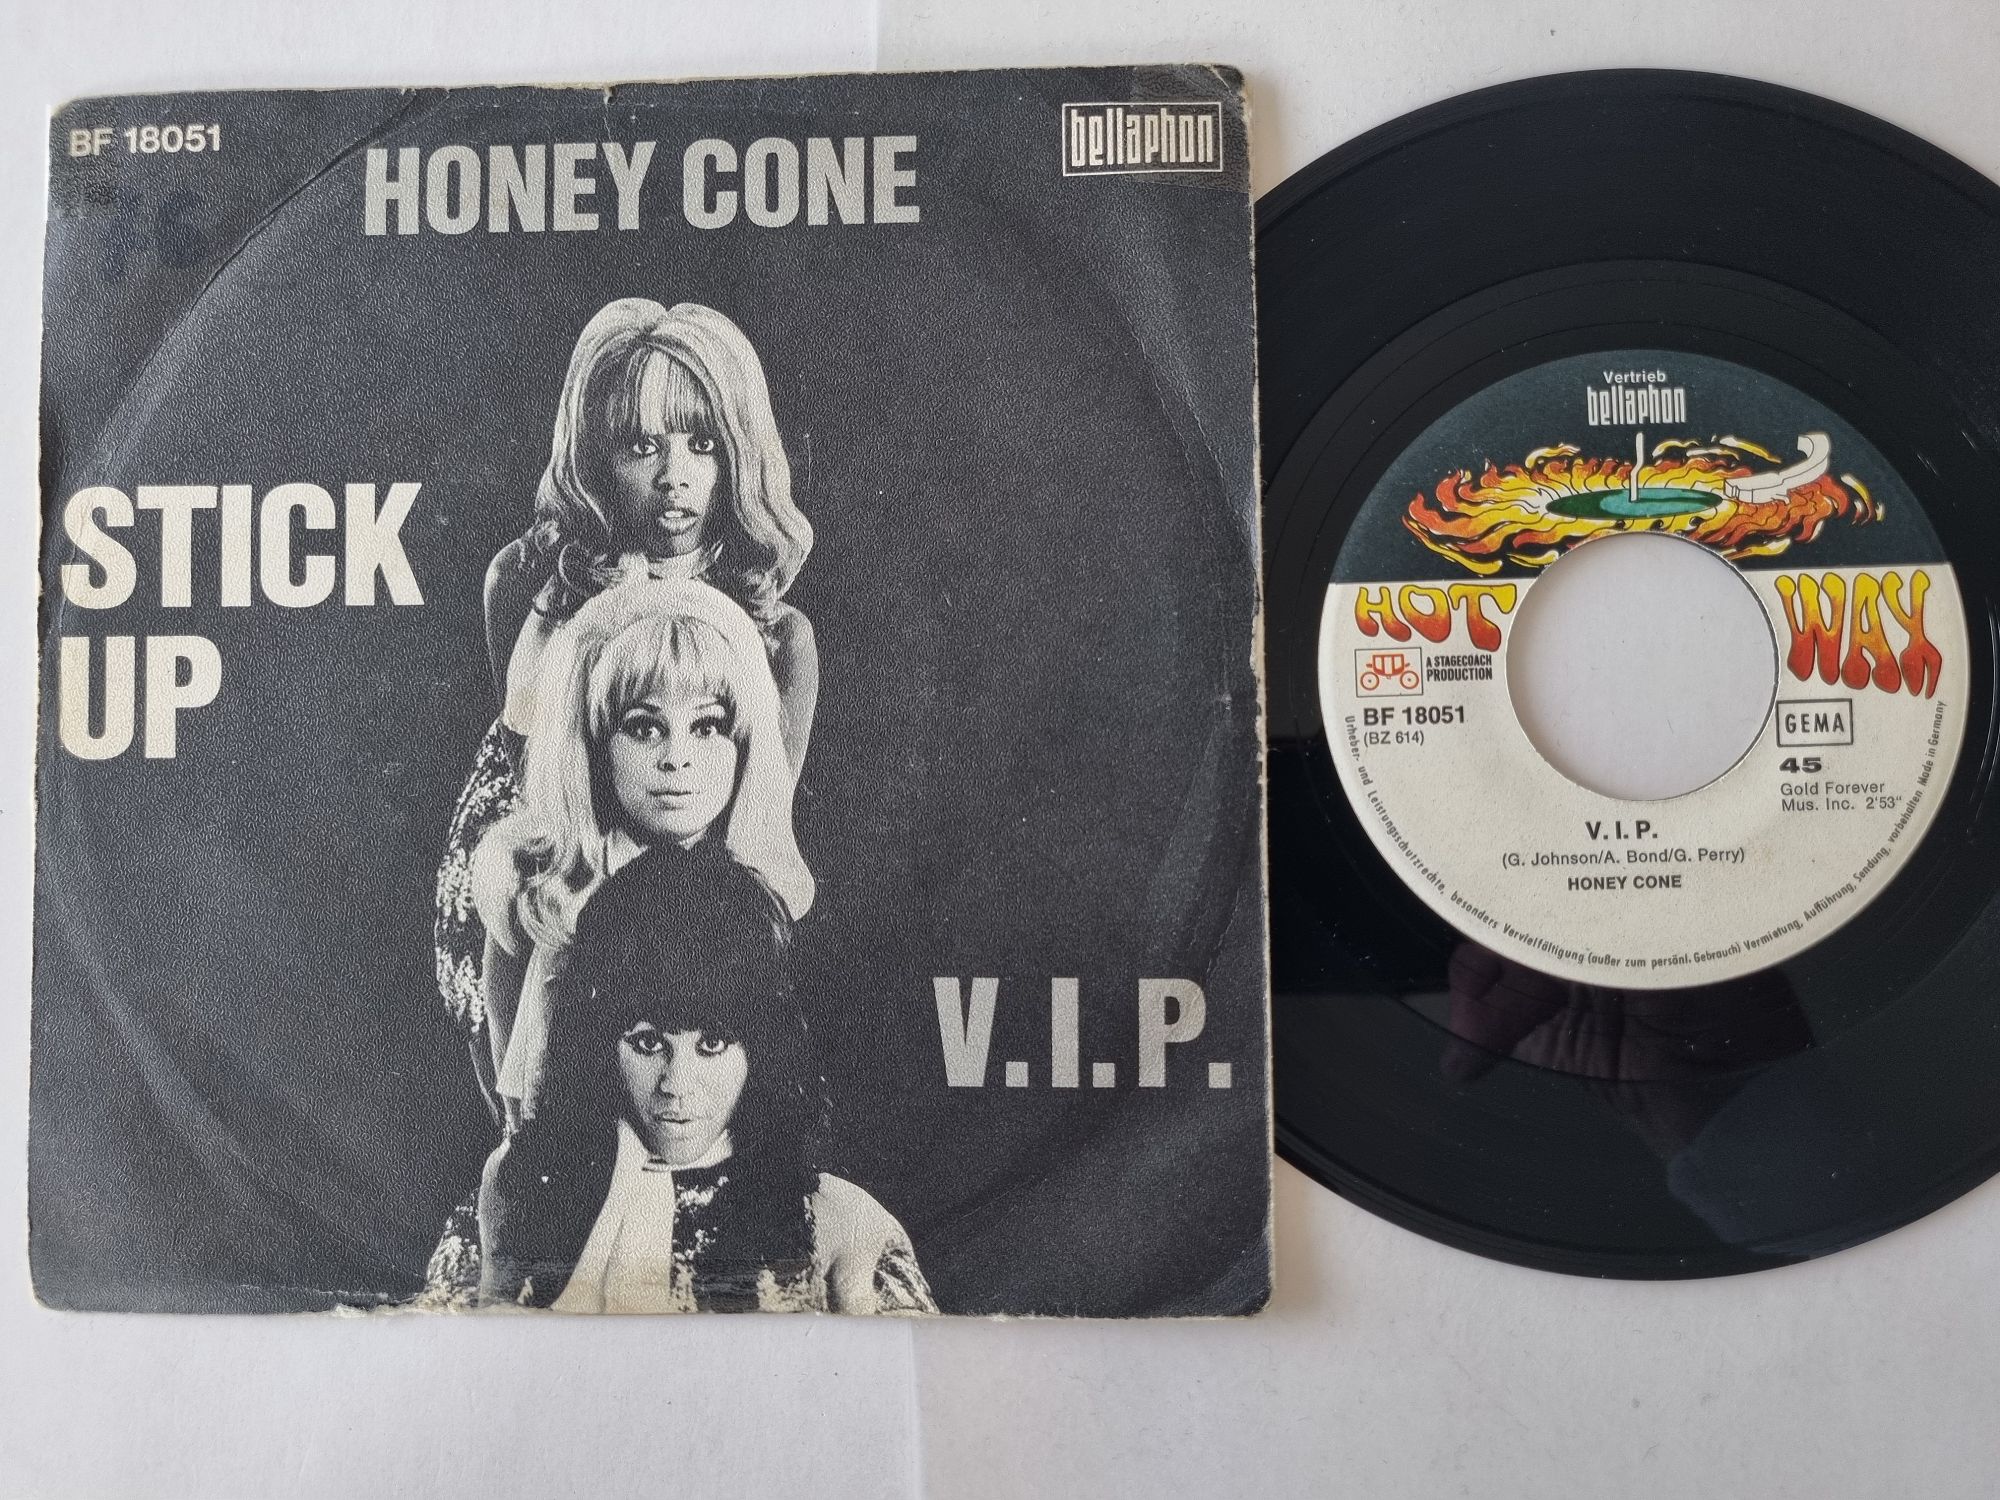 BF 18051
HONEY CONE
bellaphon
STICK
UP
V.I.P.
Vertrieb
bellaphon
HOT WAX
A STAGECOACH
PRODUCTION
BF 18051
(BZ 614)
GEMA
45
Gold Forever
Mus. Inc. 2'53"
V.I.P.
(G. Johnson/A. Bond/G. Perry)
HONEY CONE
Urheber- und Leistungsschutzrechte, besonders Vervielfältigung (außer zum persönl. Gebrauch) Vermietung, Aufführung, Sendung, vorbehalten Made in Germany